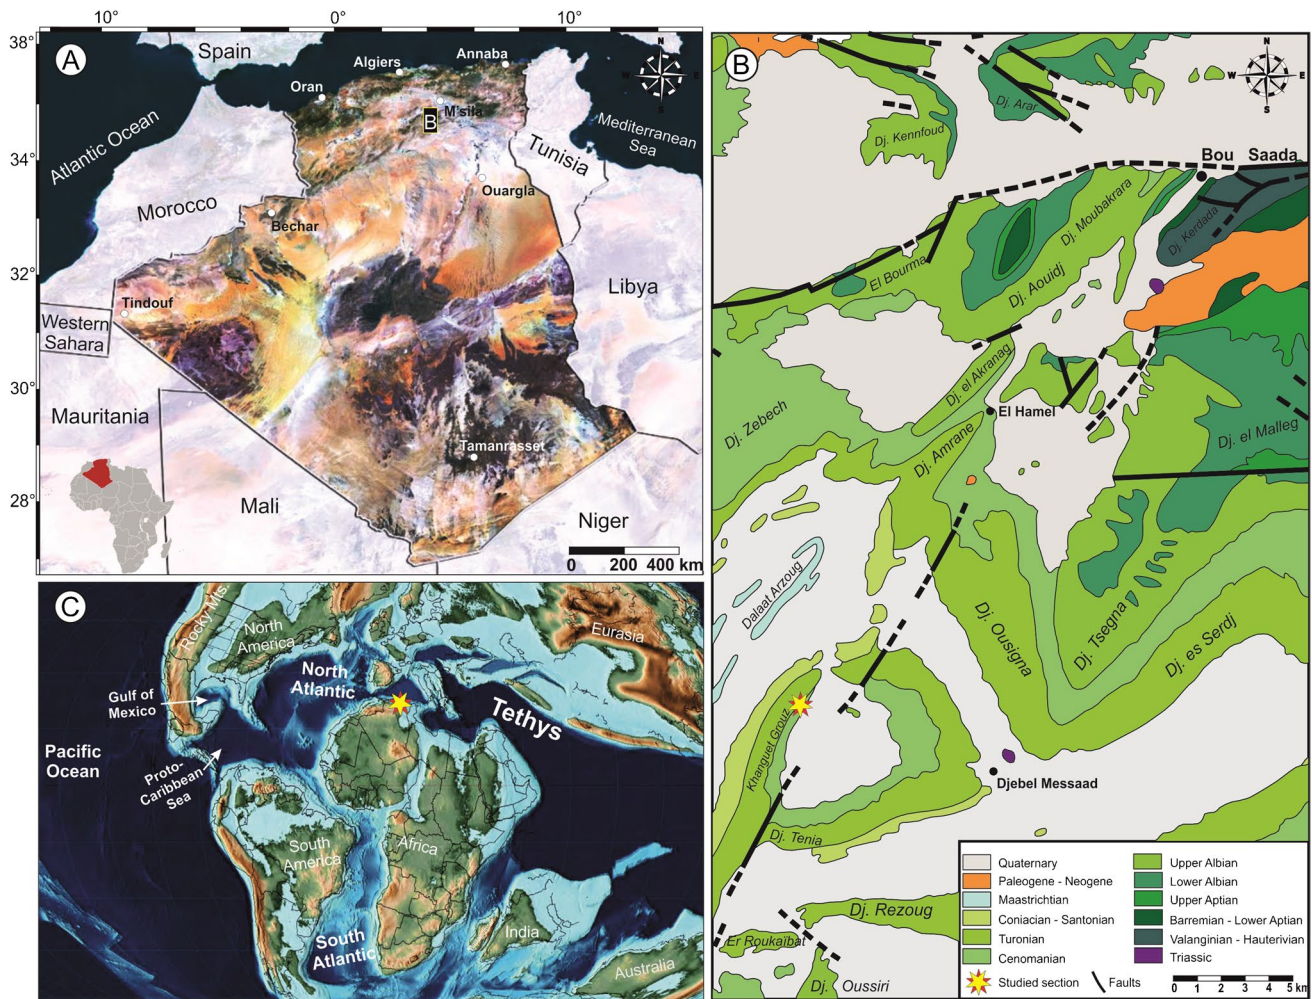 10°
0°
10°
38°
34°
32°
30°
28°
A
Spain
Algiers
Annaba
Oran
M'sila
B
Atlantic Ocean
Mediterranean
Sea
Tunisia
Morocco
Ouargla
Bechar
Libya
Tindouf
Western
Sahara
Mauritania
Tamanrasset
Mali
Niger
N
W
E
S
0 200 400 km
C
Rocky Mts.
North
America
Eurasia
North
Atlantic
Gulf of
Mexico
Tethys
Pacific
Ocean
Proto-
Caribbean
Sea
South
America
Africa
South
Atlantic
India
Australia
B
N
W
E
S
Dj. Arar
Dj. Kennfoud
Bou Saada
Dj. Moubakrara
Dj. Kerdada
El Bourma
Dj. Aouidj
Dj. el Akranag
El Hamel
Dj. Zebech
Dj. Amrane
Dj. el Malleg
Dalaat Arzoug
Dj. Ousigna
Dj. Tsegna
Dj. es Serdj
Khanguet Grouz
Djebel Messaad
Dj. Tenia
Dj. Rezoug
Er Roukaïbat
Dj. Oussiri
Quaternary
Paleogene - Neogene
Maastrichtian
Coniacian - Santonian
Turonian
Cenomanian
Upper Albian
Lower Albian
Upper Aptian
Barremian - Lower Aptian
Valanginian - Hauterivian
Triassic
Studied section
Faults
0 1 2 3 4 5 km